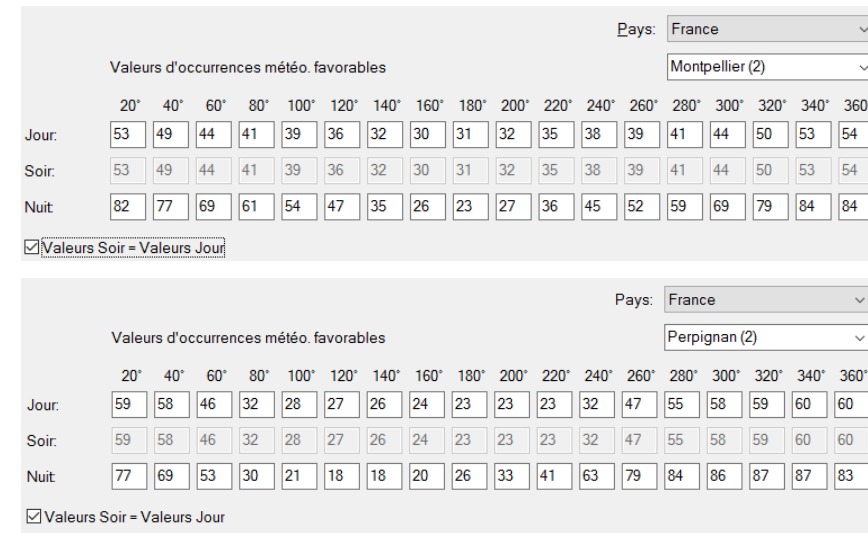 Pays: France
Valeurs d'occurrences météo. favorables Montpellier (2)
20° 40° 60° 80° 100° 120° 140° 160° 180° 200° 220° 240° 260° 280° 300° 320° 340° 360
Jour: 53 49 44 41 39 36 32 30 31 32 35 38 39 41 44 50 53 54
Soir: 53 49 44 41 39 36 32 30 31 32 35 38 39 41 44 50 53 54
Nuit 82 77 69 61 54 47 35 26 23 27 36 45 52 59 69 79 84 84
Valeurs Soir = Valeurs Jour
Pays: France
Valeurs d'occurrences météo. favorables Perpignan (2)
20° 40° 60° 80° 100° 120° 140° 160° 180° 200° 220° 240° 260° 280° 300° 320° 340° 360°
Jour: 59 58 46 32 28 27 26 24 23 23 23 32 47 55 58 59 60 60
Soir: 59 58 46 32 28 27 26 24 23 23 23 32 47 55 58 59 60 60
Nuit 77 69 53 30 21 18 18 20 26 33 41 63 79 84 86 87 87 83
Valeurs Soir = Valeurs Jour